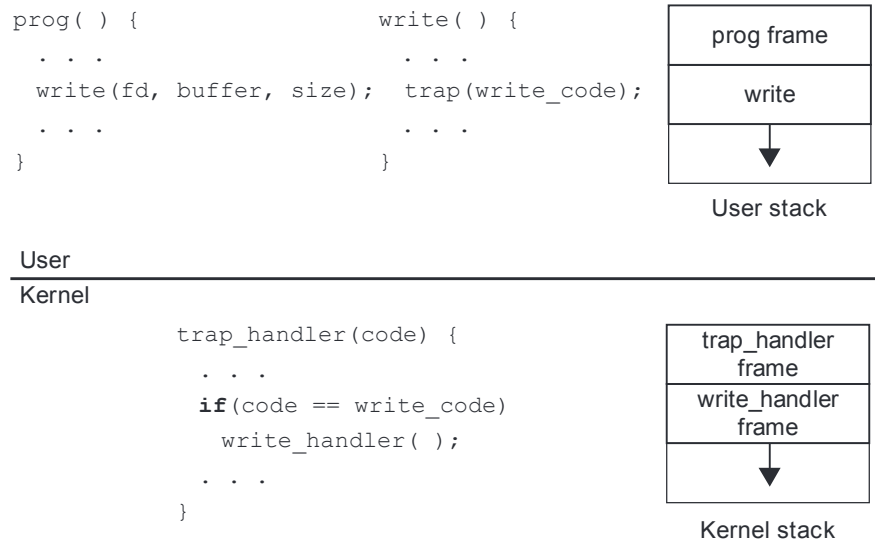 prog( ) {
. . .
write(fd, buffer, size);
. . .
}
write( ) {
. . .
trap(write_code);
. . .
}
prog frame
write
User stack
User
Kernel
trap_handler(code) {
. . .
if(code == write_code)
write_handler( );
. . .
}
trap_handler
frame
write_handler
frame
Kernel stack